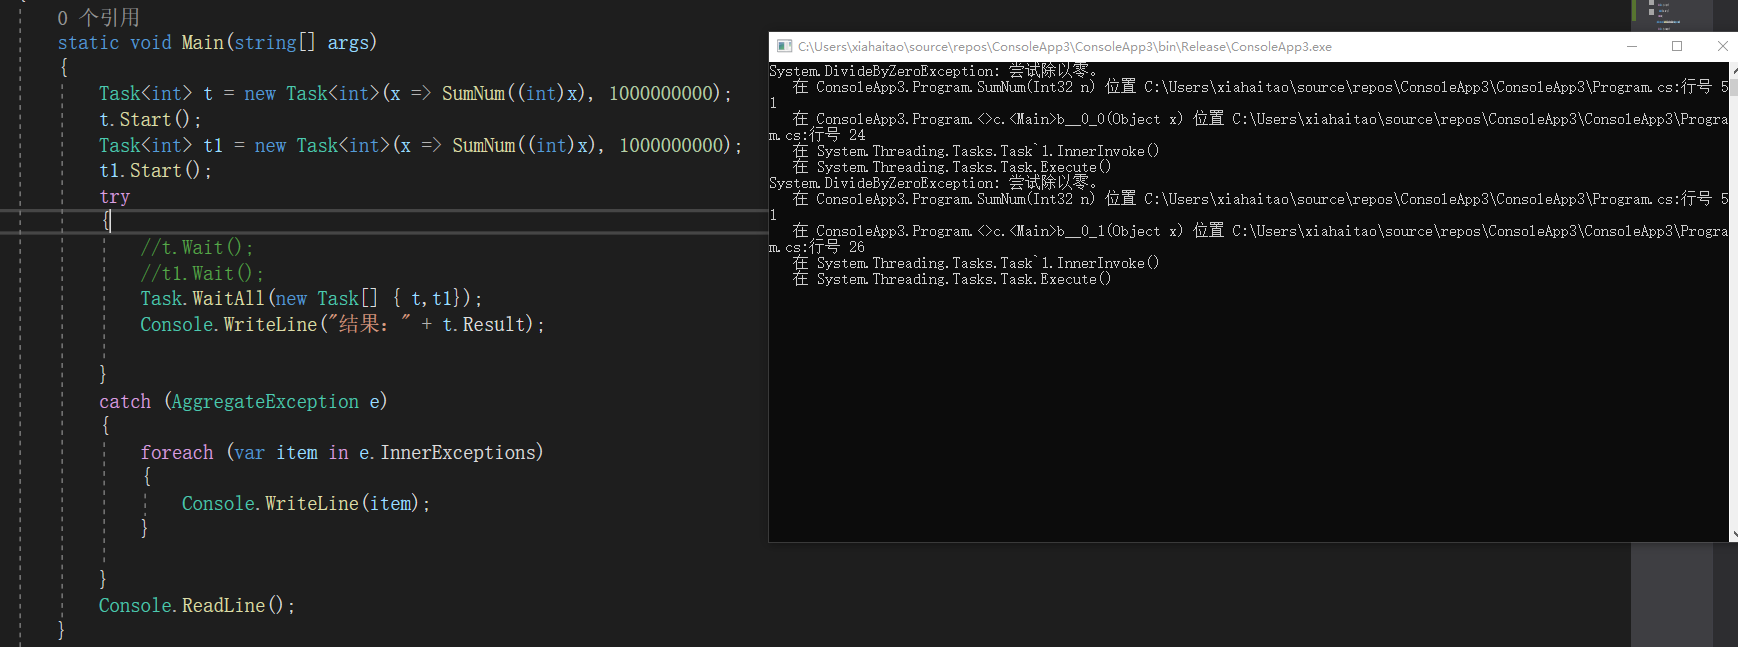 0 个引用
static void Main(string[] args)
{
Task<int> t = new Task<int>(x => SumNum((int)x), 1000000000);
t.Start();
Task<int> t1 = new Task<int>(x => SumNum((int)x), 1000000000);
t1.Start();
try
{
//t.Wait();
//t1.Wait();
Task.WaitAll(new Task[] { t,t1});
Console.WriteLine("结果：" + t.Result);
}
catch (AggregateException e)
{
foreach (var item in e.InnerExceptions)
{
Console.WriteLine(item);
}
}
Console.ReadLine();
}
C:\Users\xiahaitao\source\repos\ConsoleApp3\ConsoleApp3\bin\Release\ConsoleApp3.exe
System.DivideByZeroException: 尝试除以零。
在 ConsoleApp3.Program.SumNum(Int32 n) 位置 C:\Users\xiahaitao\source\repos\ConsoleApp3\ConsoleApp3\Program.cs:行号 5
1
在 ConsoleApp3.Program.<>c.<Main>b__0_0(Object x) 位置 C:\Users\xiahaitao\source\repos\ConsoleApp3\ConsoleApp3\Progra
m.cs:行号 24
在 System.Threading.Tasks.Task`1.InnerInvoke()
在 System.Threading.Tasks.Task.Execute()
System.DivideByZeroException: 尝试除以零。
在 ConsoleApp3.Program.SumNum(Int32 n) 位置 C:\Users\xiahaitao\source\repos\ConsoleApp3\ConsoleApp3\Program.cs:行号 5
1
在 ConsoleApp3.Program.<>c.<Main>b__0_1(Object x) 位置 C:\Users\xiahaitao\source\repos\ConsoleApp3\ConsoleApp3\Progra
m.cs:行号 26
在 System.Threading.Tasks.Task`1.InnerInvoke()
在 System.Threading.Tasks.Task.Execute()